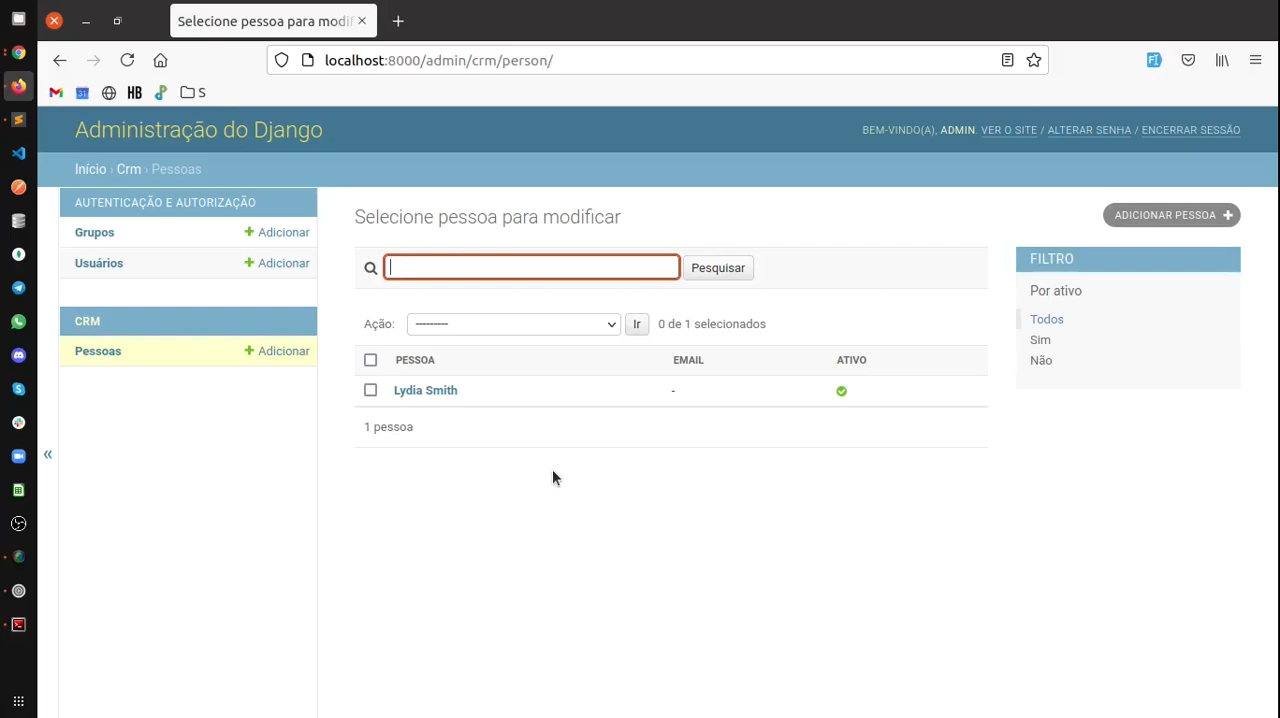 Selecione pessoa para modif
localhost:8000/admin/crm/person/
31
HB
S
Administração do Django
BEM-VINDO(A), ADMIN. VER O SITE / ALTERAR SENHA / ENCERRAR SESSÃO
Início › Crm › Pessoas
AUTENTICAÇÃO E AUTORIZAÇÃO
Grupos
Adicionar
Usuários
Adicionar
CRM
Pessoas
Adicionar
«
Selecione pessoa para modificar
ADICIONAR PESSOA
Pesquisar
Ação: --------- Ir 0 de 1 selecionados
PESSOA EMAIL ATIVO
Lydia Smith -
1 pessoa
FILTRO
Por ativo
Todos
Sim
Não